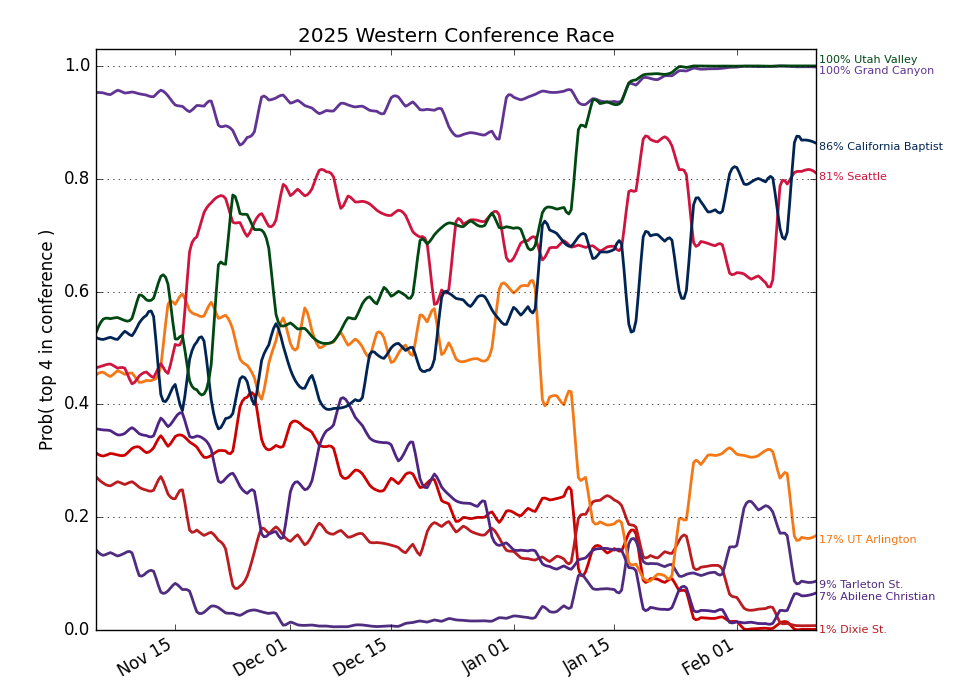 2025 Western Conference Race
Prob( top 4 in conference )
1.0
0.8
0.6
0.4
0.2
0.0
Nov 15
Dec 01
Dec 15
Jan 01
Jan 15
Feb 01
100% Utah Valley
100% Grand Canyon
86% California Baptist
81% Seattle
17% UT Arlington
9% Tarleton St.
7% Abilene Christian
1% Dixie St.